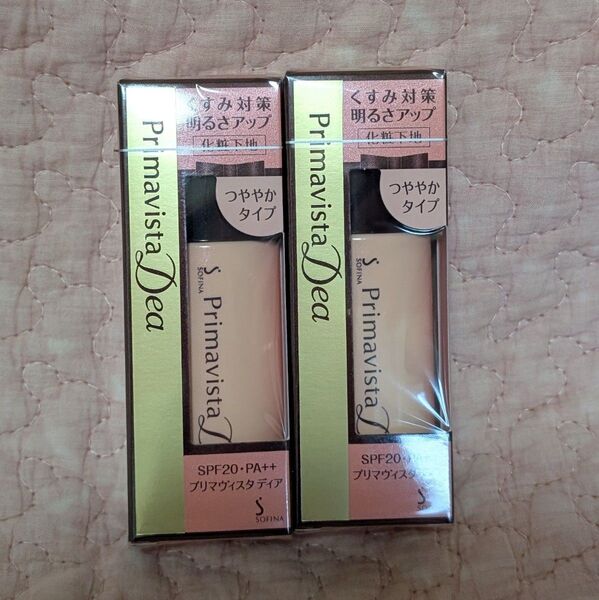 くすみ対策
明るさアップ
化粧下地
つややか
タイプ
Primavista Dea
S
SOFINA
Primavista D
SPF20・PA++
プリマヴィスタ ディア
S
SOFINA
くすみ対策
明るさアップ
化粧下地
つややか
タイプ
Primavista Dea
S
SOFINA
Primavista D
SPF20・
プリマヴィスタ
S
SOFINA